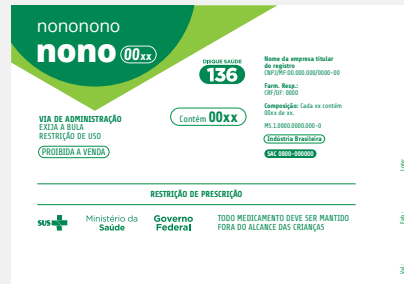 nononono
nono 00xx
DISQUE SAÚDE
136
Nome da empresa titular
do registro
CNPJ/MF:00.000.000/0000-00
Farm. Resp.:
CRF/UF: 0000
Composição: Cada xx contém
00xx de xx.
MS.1.0000.0000.000-0
Indústria Brasileira
SAC 0800-000000
Contém 00xx
VIA DE ADMINISTRAÇÃO
EXIJA A BULA
RESTRIÇÃO DE USO
PROIBIDA A VENDA
RESTRIÇÃO DE PRESCRIÇÃO
SUS
Ministério da
Saúde
Governo
Federal
TODO MEDICAMENTO DEVE SER MANTIDO
FORA DO ALCANCE DAS CRIANÇAS
Lote:
Fab.:
Val.: